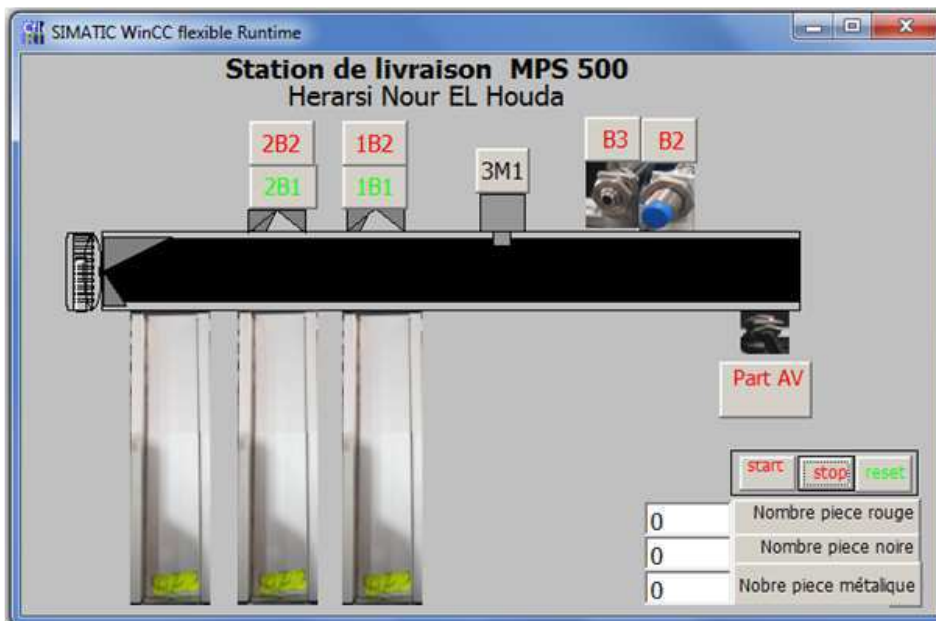 SIMATIC WinCC flexible Runtime
Station de livraison MPS 500
Herarsi Nour EL Houda
2B2 1B2 B3 B2
2B1 1B1 3M1
Part AV
start stop reset
0 Nombre piece rouge
0 Nombre piece noire
0 Nobre piece métalique